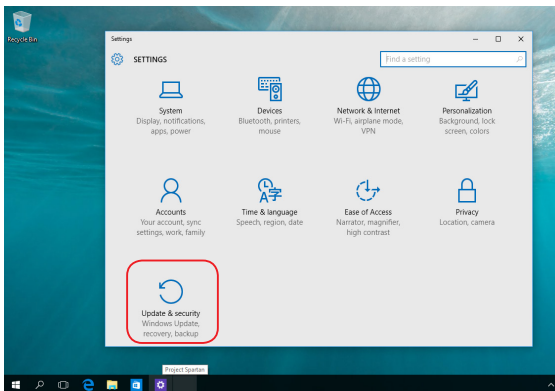 Recycle Bin
Settings
SETTINGS
Find a setting
System
Display, notifications,
apps, power
Devices
Bluetooth, printers,
mouse
Network & Internet
Wi-Fi, airplane mode,
VPN
Personalization
Background, lock
screen, colors
Accounts
Your account, sync
settings, work, family
Time & language
Speech, region, date
Ease of Access
Narrator, magnifier,
high contrast
Privacy
Location, camera
Update & security
Windows Update,
recovery, backup
Project Spartan